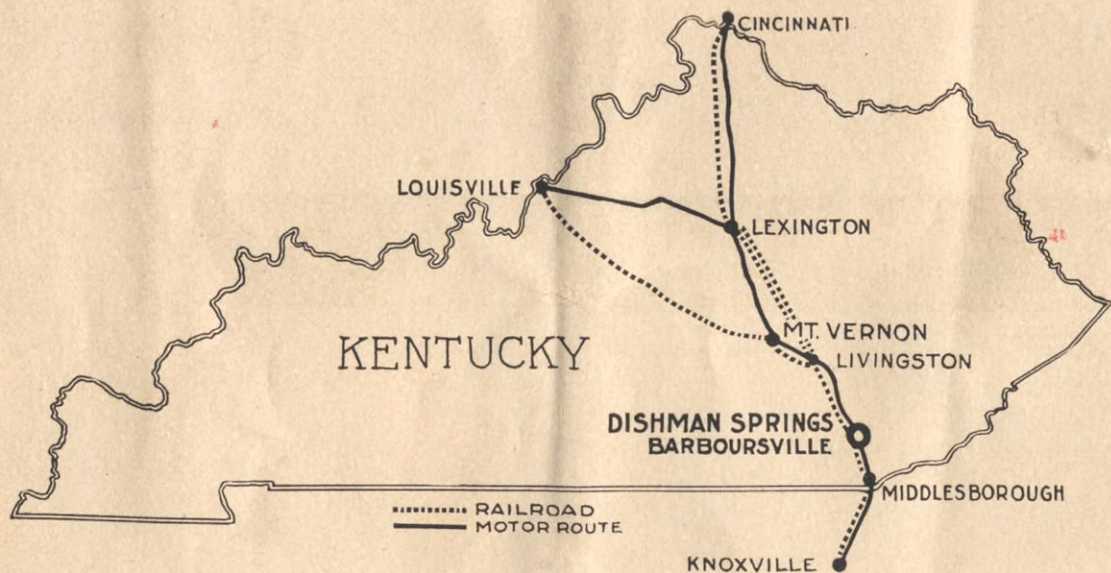 CINCINNATI
LOUISVILLE
LEXINGTON
KENTUCKY
MT. VERNON
LIVINGSTON
DISHMAN SPRINGS
BARBOURSVILLE
MIDDLESBOROUGH
RAILROAD
MOTOR ROUTE
KNOXVILLE